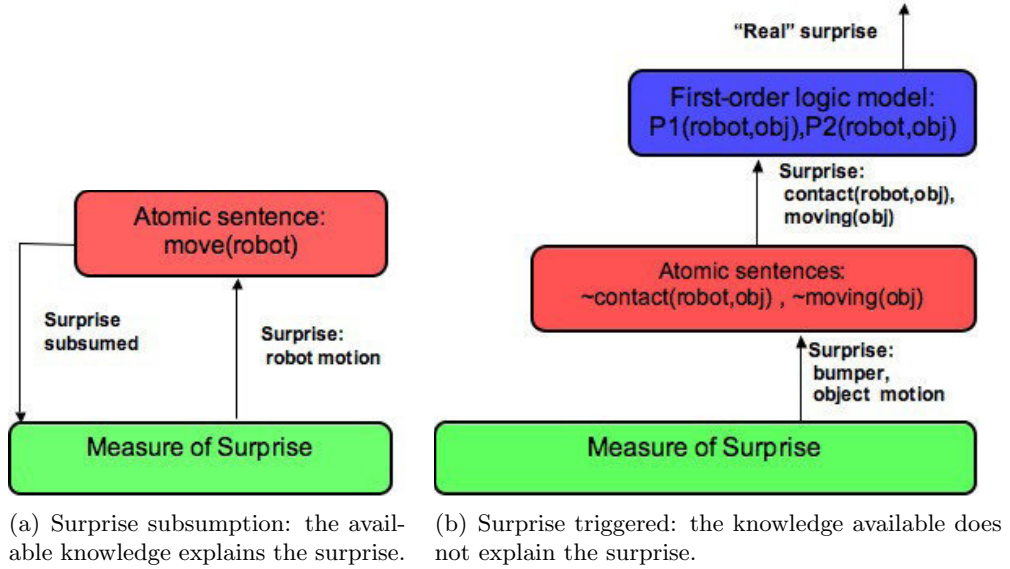 Atomic sentence:
move(robot)
Surprise
subsumed
Surprise:
robot motion
Measure of Surprise
(a) Surprise subsumption: the avail-
able knowledge explains the surprise.
“Real” surprise
First-order logic model:
P1(robot,obj),P2(robot,obj)
Surprise:
contact(robot,obj),
moving(obj)
Atomic sentences:
~contact(robot,obj) , ~moving(obj)
Surprise:
bumper,
object motion
Measure of Surprise
(b) Surprise triggered: the knowledge available does
not explain the surprise.